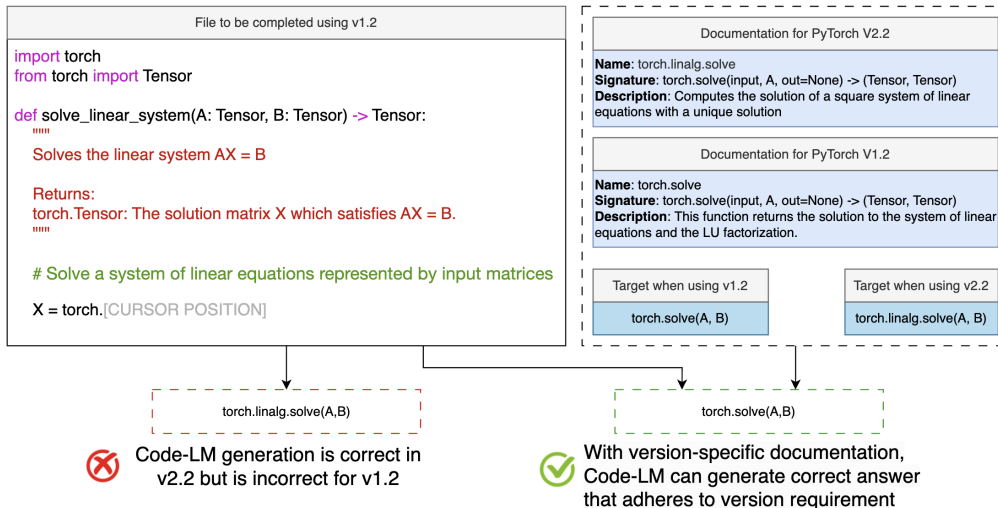 File to be completed using v1.2
import torch
from torch import Tensor
def solve_linear_system(A: Tensor, B: Tensor) -> Tensor:
"""
Solves the linear system AX = B
Returns:
torch.Tensor: The solution matrix X which satisfies AX = B.
"""
# Solve a system of linear equations represented by input matrices
X = torch.[CURSOR POSITION]
Documentation for PyTorch V2.2
Name: torch.linalg.solve
Signature: torch.solve(input, A, out=None) -> (Tensor, Tensor)
Description: Computes the solution of a square system of linear
equations with a unique solution
Documentation for PyTorch V1.2
Name: torch.solve
Signature: torch.solve(input, A, out=None) -> (Tensor, Tensor)
Description: This function returns the solution to the system of linear
equations and the LU factorization.
Target when using v1.2
torch.solve(A, B)
Target when using v2.2
torch.linalg.solve(A, B)
torch.linalg.solve(A,B)
Code-LM generation is correct in
v2.2 but is incorrect for v1.2
torch.solve(A,B)
With version-specific documentation,
Code-LM can generate correct answer
that adheres to version requirement